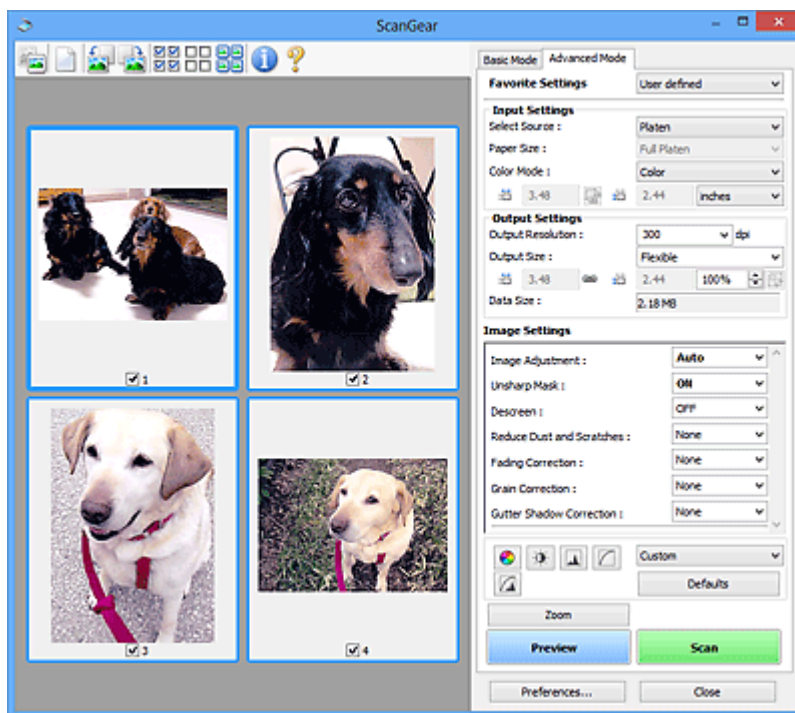 ScanGear
Basic Mode Advanced Mode
Favorite Settings User defined
Input Settings
Select Source : Platen
Paper Size : Full Platen
Color Mode : Color
3.48 2.44 inches
Output Settings
Output Resolution : 300 dpi
Output Size : Flexible
3.48 2.44 100%
Data Size : 2.18 MB
Image Settings
Image Adjustment : Auto
Unsharp Mask : ON
Descreen : OFF
Reduce Dust and Scratches : None
Fading Correction : None
Grain Correction : None
Gutter Shadow Correction : None
Custom
Defaults
Zoom
Preview Scan
Preferences... Close
1
2
3
4